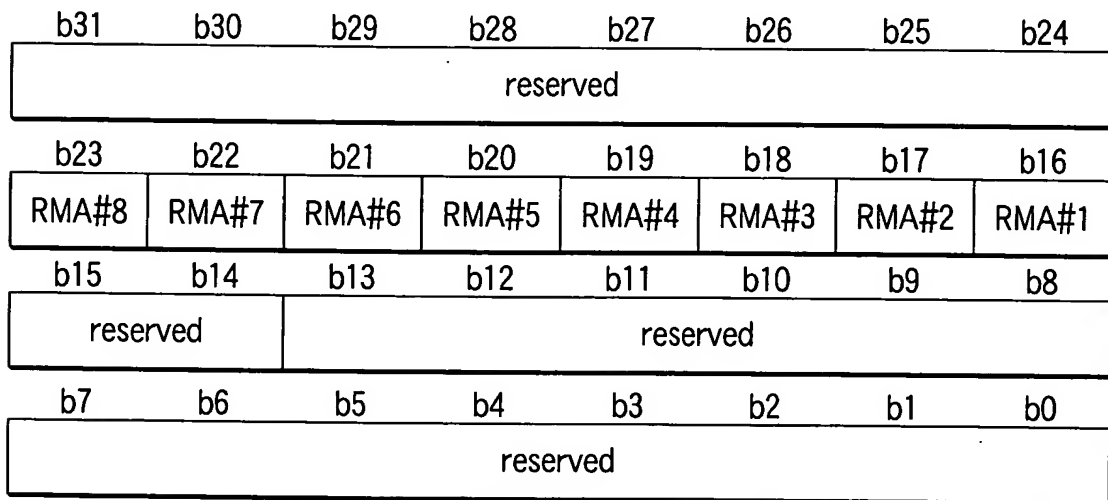 b31 b30 b29 b28 b27 b26 b25 b24
reserved
b23 b22 b21 b20 b19 b18 b17 b16
RMA#8 RMA#7 RMA#6 RMA#5 RMA#4 RMA#3 RMA#2 RMA#1
b15 b14 b13 b12 b11 b10 b9 b8
reserved reserved
b7 b6 b5 b4 b3 b2 b1 b0
reserved